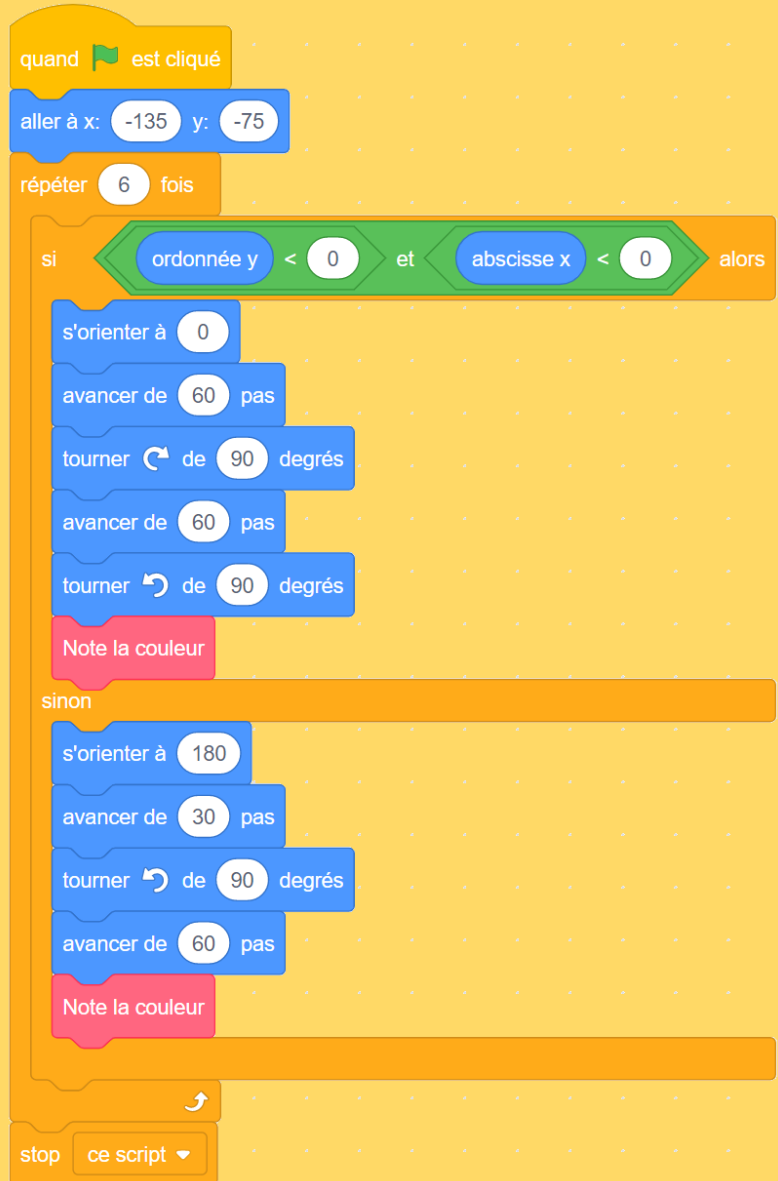 quand est cliqué
aller à x: -135 y: -75
répéter 6 fois
si ordonnée y < 0 et abscisse x < 0 alors
s'orienter à 0
avancer de 60 pas
tourner de 90 degrés
avancer de 60 pas
tourner de 90 degrés
Note la couleur
sinon
s'orienter à 180
avancer de 30 pas
tourner de 90 degrés
avancer de 60 pas
Note la couleur
stop ce script